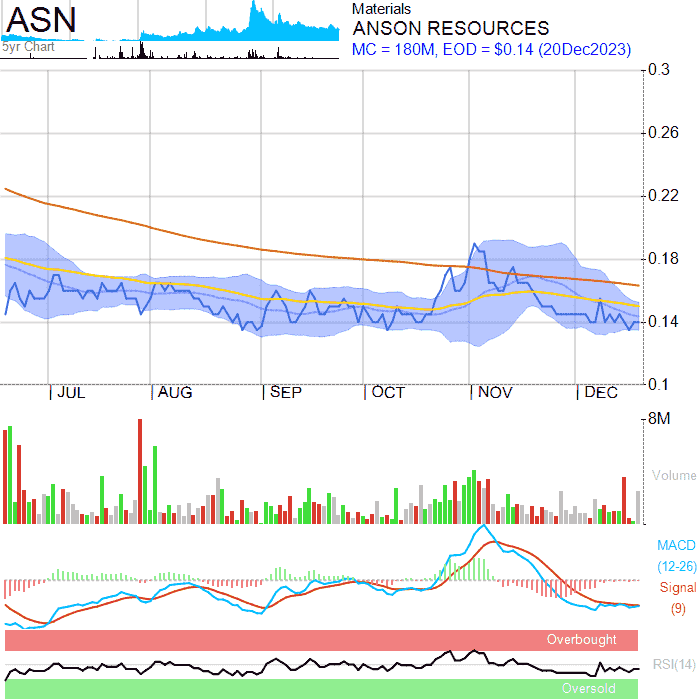 ASN
5yr Chart
Materials
ANSON RESOURCES
MC = 180M, EOD = $0.14 (20Dec2023)
0.3
0.26
0.22
0.18
0.14
0.1
JUL AUG SEP OCT NOV DEC
8M
Volume
MACD
(12-26)
Signal
(9)
Overbought
RSI(14)
Oversold